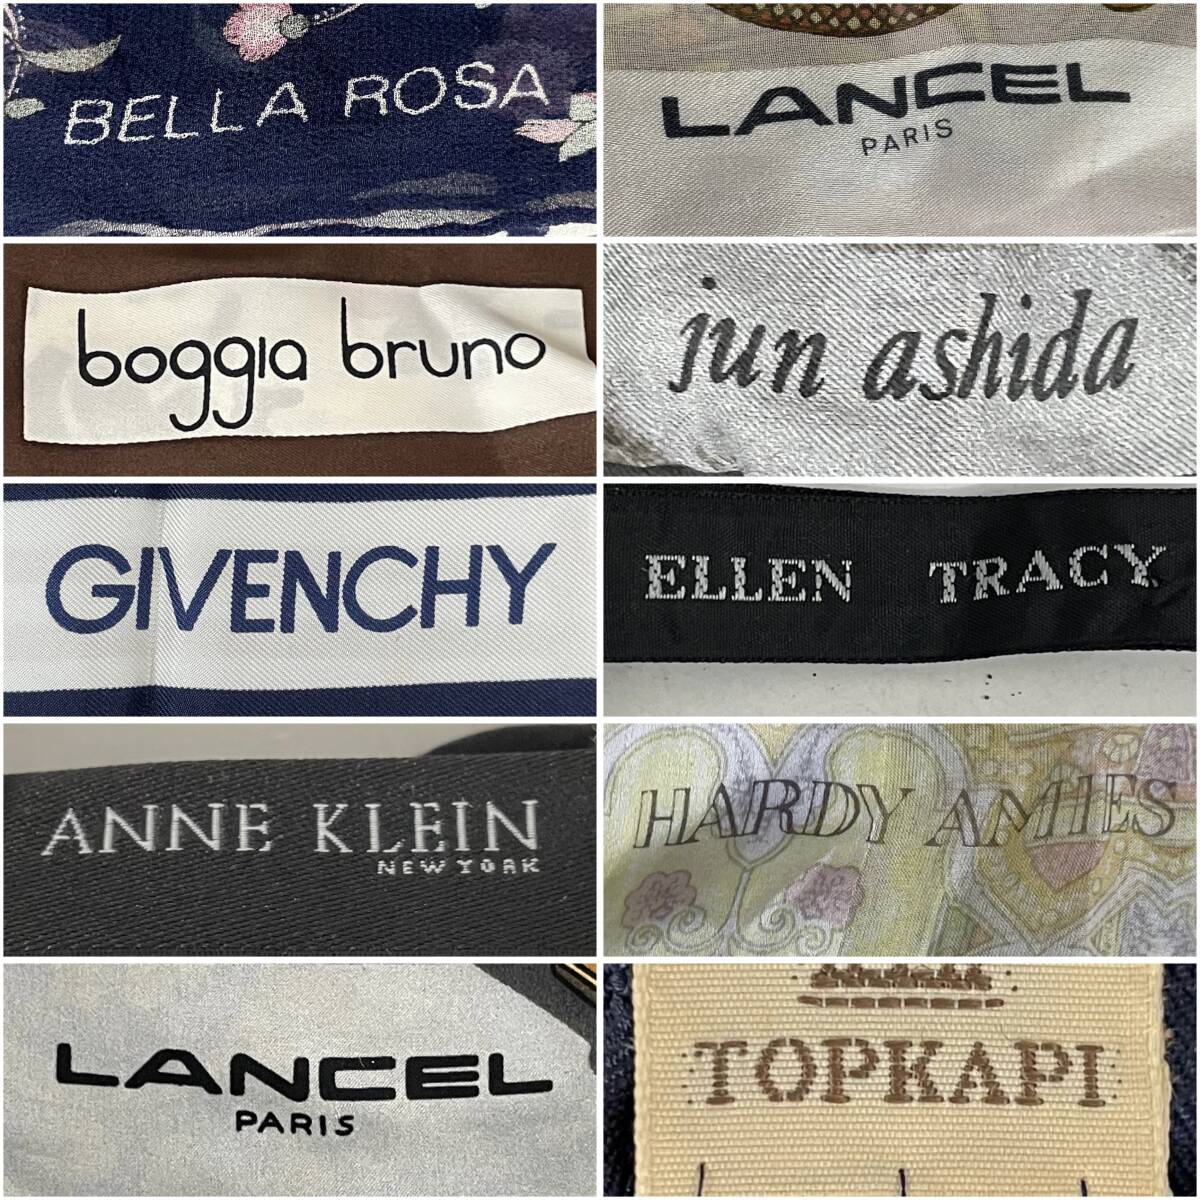 BELLA ROSA
LANCEL
PARIS
boggia bruno
jun ashida
GIVENCHY
ELLEN TRACY
ANNE KLEIN
NEW YORK
HARDY AMIES
LANCEL
PARIS
TOPKAPI